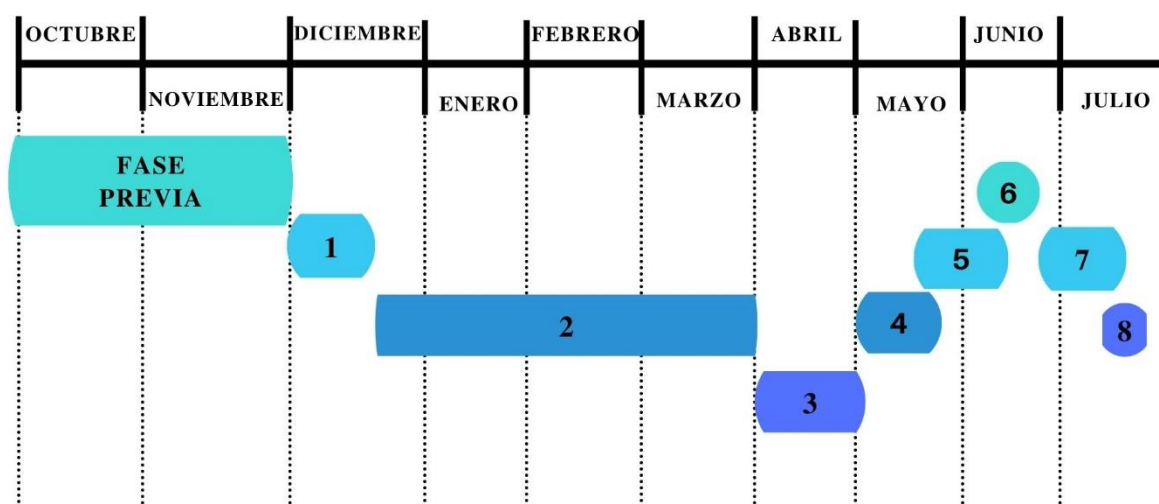 OCTUBRE
NOVIEMBRE
DICIEMBRE
ENERO
FEBRERO
MARZO
ABRIL
MAYO
JUNIO
JULIO
FASE
PREVIA
1
2
3
4
5
6
7
8